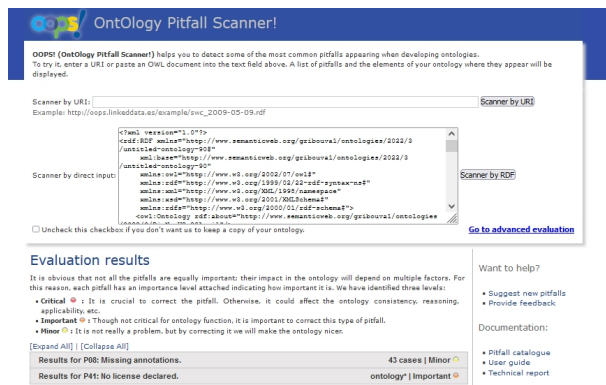 oops! OntOlogy Pitfall Scanner!
OOPS! (OntOlogy Pitfall Scanner!) helps you to detect some of the most common pitfalls appearing when developing ontologies.
To try it, enter a URI or paste an OWL document into the text field above. A list of pitfalls and the elements of your ontology where they appear will be
displayed.
Scanner by URI: Scanner by URI
Example: http://oops.linkeddata.es/example/swc_2009-05-09.rdf
<?xml version="1.0"?>
<rdf:RDF xmlns="http://www.semanticweb.org/gribouval/ontologies/2022/3
/untitled-ontology-90#"
xml:base="http://www.semanticweb.org/gribouval/ontologies/2022/3
/untitled-ontology-90"
xmlns:owl="http://www.w3.org/2002/07/owl#"
Scanner by direct input: xmlns:rdf="http://www.w3.org/1999/02/22-rdf-syntax-ns#" Scanner by RDF
xmlns:xml="http://www.w3.org/XML/1998/namespace"
xmlns:xsd="http://www.w3.org/2001/XMLSchema#"
xmlns:rdfs="http://www.w3.org/2000/01/rdf-schema#">
<owl:Ontology rdf:about="http://www.semanticweb.org/gribouval/ontologies
Uncheck this checkbox if you don't want us to keep a copy of your ontology. Go to advanced evaluation
Evaluation results
It is obvious that not all the pitfalls are equally important; their impact in the ontology will depend on multiple factors. For
this reason, each pitfall has an importance level attached indicating how important it is. We have identified three levels:
• Critical : It is crucial to correct the pitfall. Otherwise, it could affect the ontology consistency, reasoning,
applicability, etc.
• Important : Though not critical for ontology function, it is important to correct this type of pitfall.
• Minor : It is not really a problem, but by correcting it we will make the ontology nicer.
[Expand All] | [Collapse All]
Results for P08: Missing annotations. 43 cases | Minor
Results for P41: No license declared. ontology* | Important
Want to help?
• Suggest new pitfalls
• Provide feedback
Documentation:
• Pitfall catalogue
• User guide
• Technical report